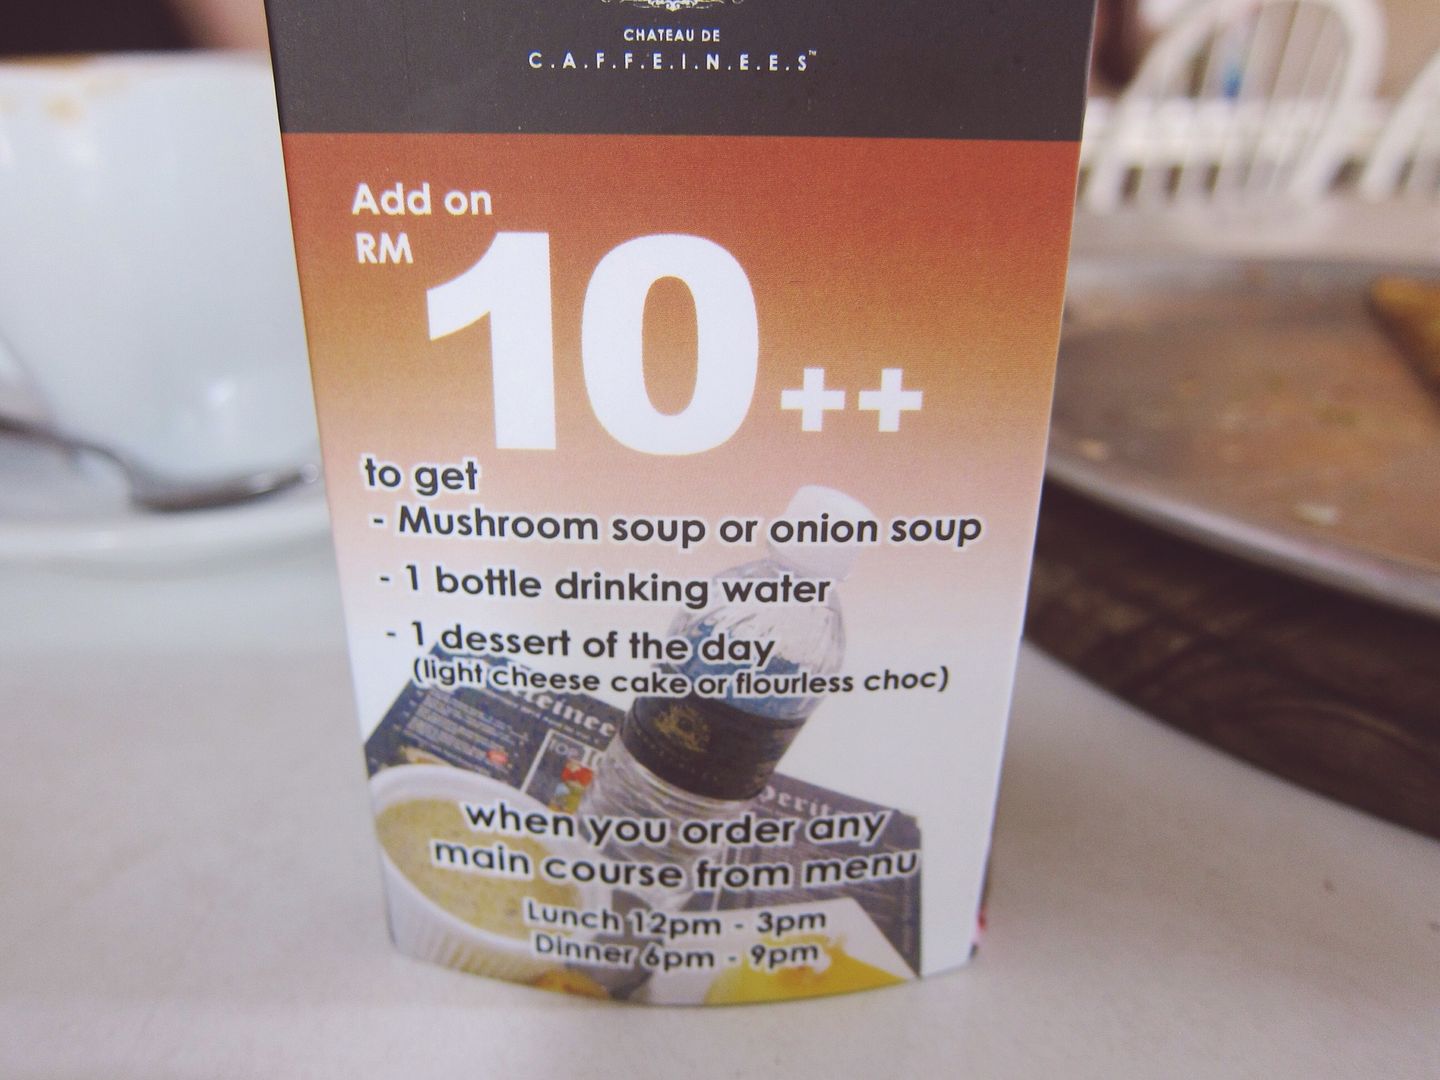 CHATEAU DE
C.A.F.F.E.I.N.E.E.S™
Add on
RM 10++
to get
- Mushroom soup or onion soup
- 1 bottle drinking water
- 1 dessert of the day
(light cheese cake or flourless choc)
when you order any
main course from menu
Lunch 12pm - 3pm
Dinner 6pm - 9pm